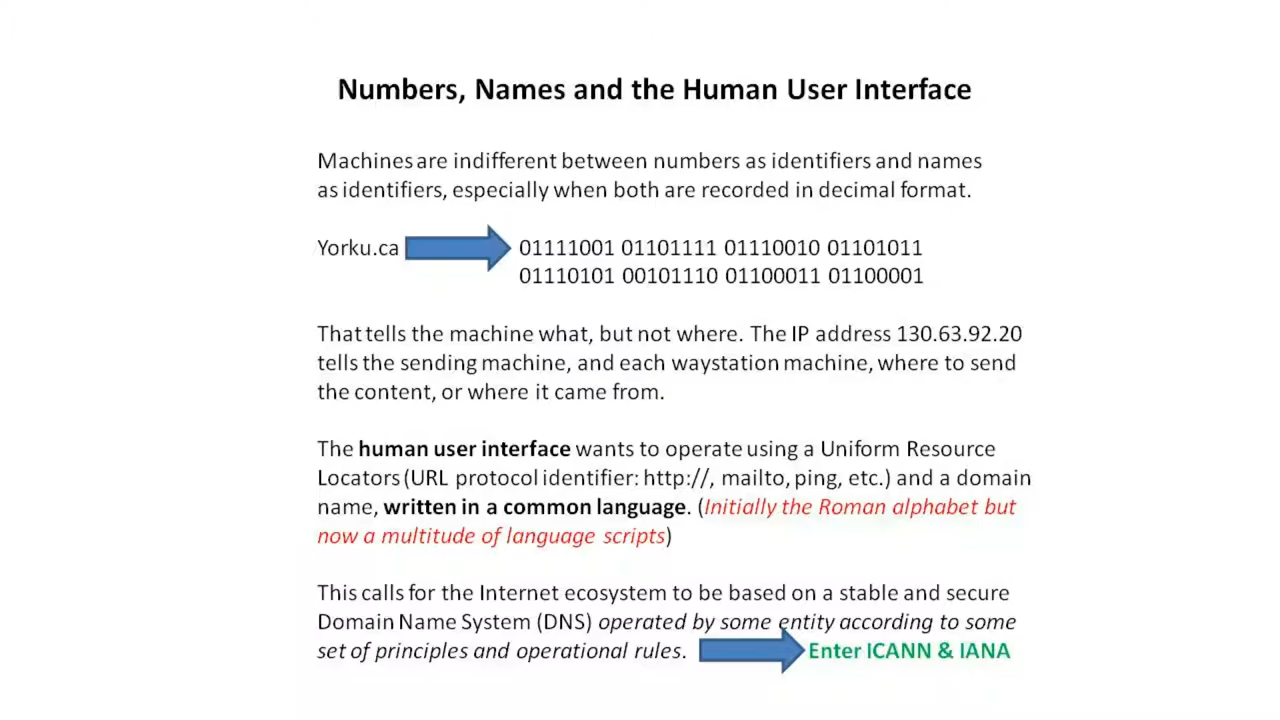 Numbers, Names and the Human User Interface
Machines are indifferent between numbers as identifiers and names
as identifiers, especially when both are recorded in decimal format.
Yorku.ca 01111001 01101111 01110010 01101011
01110101 00101110 01100011 01100001
That tells the machine what, but not where. The IP address 130.63.92.20
tells the sending machine, and each waystation machine, where to send
the content, or where it came from.
The human user interface wants to operate using a Uniform Resource
Locators (URL protocol identifier: http://, mailto, ping, etc.) and a domain
name, written in a common language. (Initially the Roman alphabet but
now a multitude of language scripts)
This calls for the Internet ecosystem to be based on a stable and secure
Domain Name System (DNS) operated by some entity according to some
set of principles and operational rules. Enter ICANN & IANA